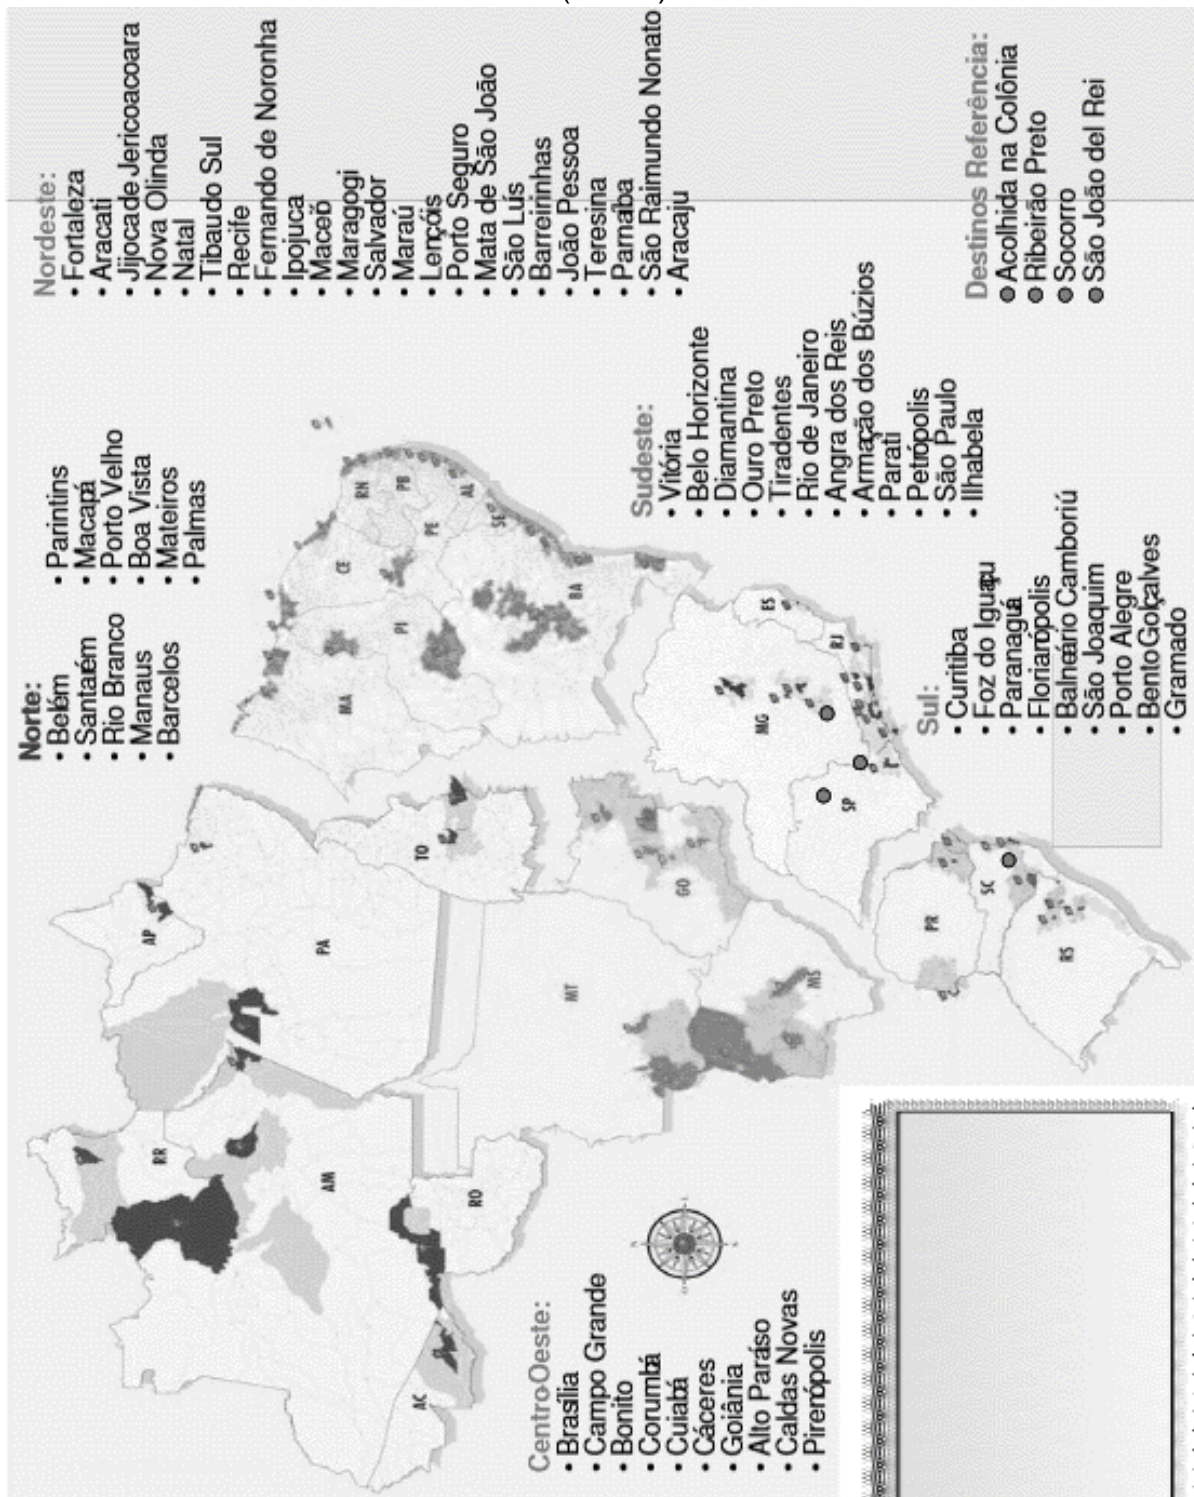 Norte:
• Belém
• Santarém
• Rio Branco
• Manaus
• Barcelos
• Parintins
• Macapá
• Porto Velho
• Boa Vista
• Mateiros
• Palmas
Nordeste:
• Fortaleza
• Aracati
• Jijoca de Jericoacoara
• Nova Olinda
• Natal
• Tibau do Sul
• Recife
• Fernando de Noronha
• Ipojuca
• Maceió
• Maragogi
• Salvador
• Maraú
• Lençóis
• Porto Seguro
• Mata de São João
• São Luís
• Barreirinhas
• João Pessoa
• Teresina
• Parnaíba
• São Raimundo Nonato
• Aracaju
Centro-Oeste:
• Brasília
• Campo Grande
• Bonito
• Corumbá
• Cuiabá
• Cáceres
• Goiânia
• Alto Paraíso
• Caldas Novas
• Pirenópolis
Sudeste:
• Vitória
• Belo Horizonte
• Diamantina
• Ouro Preto
• Tiradentes
• Rio de Janeiro
• Angra dos Reis
• Armação dos Búzios
• Parati
• Petrópolis
• São Paulo
• Ilhabela
Sul:
• Curitiba
• Foz do Iguaçu
• Paranaguá
• Florianópolis
• Balneário Camboriú
• São Joaquim
• Porto Alegre
• Bento Gonçalves
• Gramado
Destinos Referência:
Acolhida na Colônia
Ribeirão Preto
Socorro
São João del Rei
RR
AP
AM
PA
AC
RO
TO
MT
GO
MS
MA
PI
CE
RN
PB
PE
AL
SE
BA
MG
ES
RJ
SP
PR
SC
RS